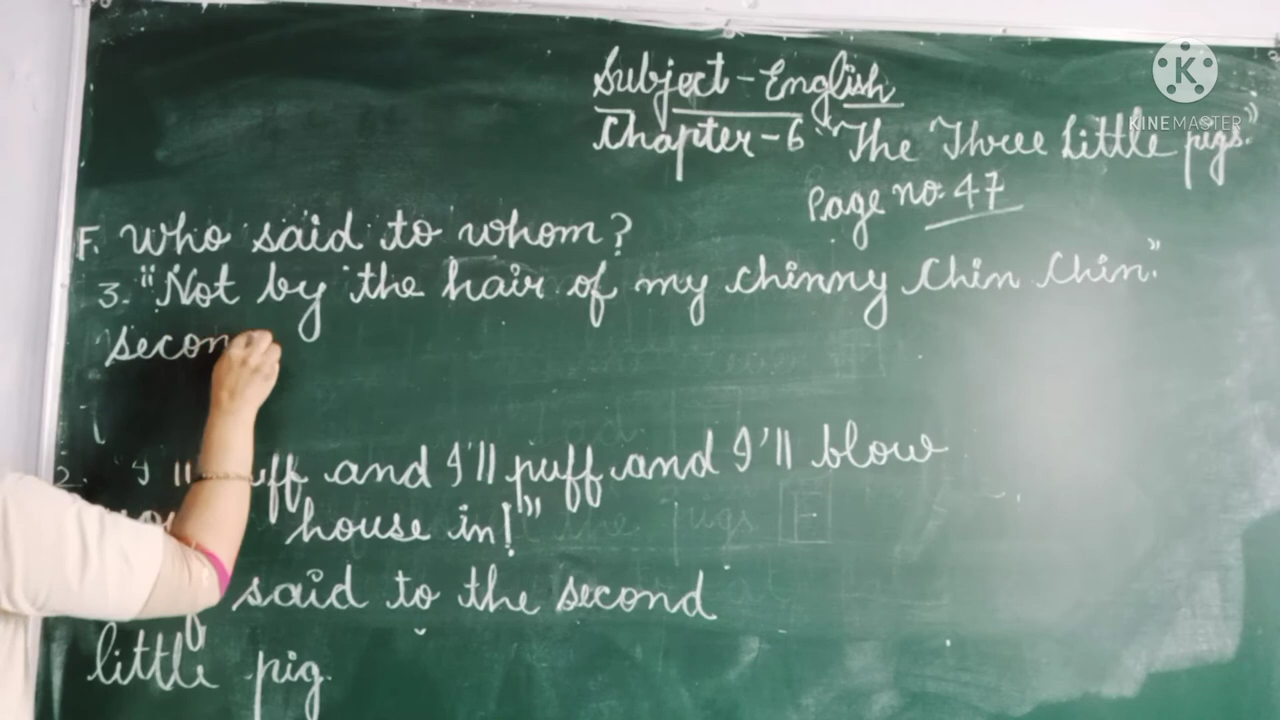 Subject - English
Chapter - 6 "The Three Little pigs."
Page no. 47
F. Who said to whom?
3. "Not by the hair of my chinny chin chin."
secon
2. "I'll and I'll puff and I'll blow
house in!"
said to the second
little pig.
KINEMASTER